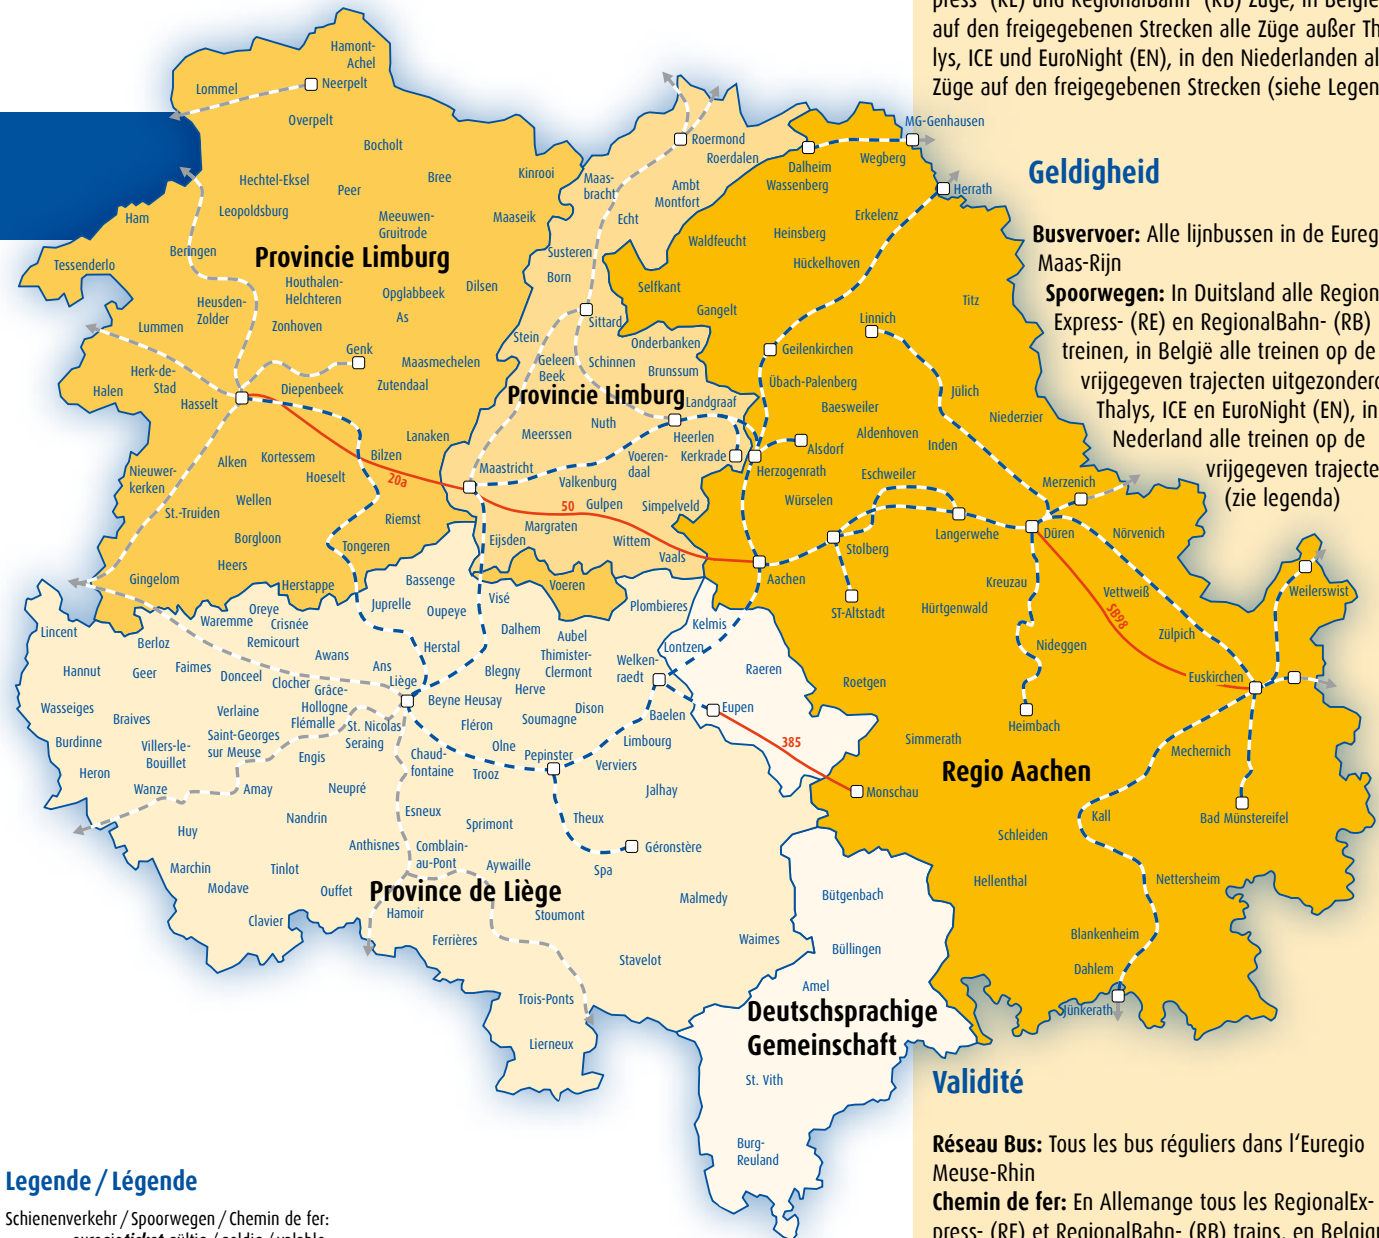 press- (RE) und RegionalBahn- (RB) Züge, in Belgie
auf den freigegebenen Strecken alle Züge außer Th
lys, ICE und EuroNight (EN), in den Niederlanden al
Züge auf den freigegebenen Strecken (siehe Legen
Geldigheid
Busvervoer: Alle lijnbussen in de Eureg
Maas-Rijn
Spoorwegen: In Duitsland alle Region
Express- (RE) en RegionalBahn- (RB)
treinen, in België alle treinen op de
vrijgegeven trajecten uitgezonderd
Thalys, ICE en EuroNight (EN), in
Nederland alle treinen op de
vrijgegeven trajecte
(zie legenda)
Hamont-
Achel
Neerpelt
Lommel
Overpelt
Bocholt
Hechtel-Eksel
Peer
Bree
Kinrooi
Leopoldsburg
Meeuwen-
Gruitrode
Maaseik
Ham
Beringen
Tessenderlo
Provincie Limburg
Houthalen-
Helchteren
Opglabbeek
Dilsen
Heusden-
Zolder
As
Lummen
Zonhoven
Genk
Maasmechelen
Herk-de-
Stad
Halen
Hasselt
Diepenbeek
Zutendaal
Lanaken
Alken
Kortessem
Bilzen
20a
Hoeselt
Nieuwer-
kerken
Wellen
St.-Truiden
Riemst
Borgloon
Tongeren
Heers
Gingelom
Herstappe
Roermond
Roerdalen
Maas-
bracht
Ambt
Montfort
Echt
Susteren
Born
Sittard
Stein
Onderbanken
Geleen
Beek
Schinnen
Brunssum
Provincie Limburg
Landgraaf
Nuth
Meerssen
Heerlen
Voeren-
daal
Kerkrade
Maastricht
Valkenburg
50
Gulpen
Simpelveld
Margraten
Eijsden
Wittem
Vaals
Voeren
MG-Genhausen
Dalheim
Wegberg
Wassenberg
Herrath
Erkelenz
Waldfeucht
Heinsberg
Hückelhoven
Selfkant
Gangelt
Titz
Linnich
Geilenkirchen
Übach-Palenberg
Jülich
Baesweiler
Niederzier
Alsdorf
Aldenhoven
Inden
Herzogenrath
Eschweiler
Merzenich
Würselen
Langerwehe
Düren
Nörvenich
Stolberg
Aachen
Kreuzau
Vettweiß
Weilerswist
ST-Altstadt
Hürtgenwald
SB98
Zülpich
Nideggen
Euskirchen
Roetgen
Heimbach
Simmerath
Mechernich
Regio Aachen
Monschau
Kall
Bad Münstereifel
Schleiden
Hellenthal
Nettersheim
Blankenheim
Dahlem
Jünkerath
Bassenge
Visé
Juprelle
Oupeye
Plombieres
Oreye
Waremme
Crisnée
Lincent
Berloz
Remicourt
Dalhem
Aubel
Kelmis
Lontzen
Herstal
Awans
Thimister-
Clermont
Welken-
raedt
Raeren
Hannut
Geer
Faimes
Donceel
Ans
Liège
Blegny
Clocher
Grâce-
Hollogne
Herve
Beyne Heusay
Wasseiges
Verlaine
Flémalle
St. Nicolas
Dison
Baelen
Eupen
Braives
Fléron
Soumagne
Saint-Georges
sur Meuse
Seraing
Burdinne
Villers-le-
Bouillet
Engis
Chaud-
fontaine
Olne
Limbourg
385
Pepinster
Trooz
Verviers
Heron
Wanze
Amay
Neupré
Jalhay
Nandrin
Esneux
Theux
Huy
Sprimont
Anthisnes
Comblain-
au-Pont
Géronstère
Marchin
Tinlot
Aywaille
Spa
Modave
Ouffet
Province de Liège
Malmedy
Clavier
Hamoir
Stoumont
Ferrières
Waimes
Stavelot
Trois-Ponts
Lierneux
Bütgenbach
Büllingen
Amel
Deutschsprachige
Gemeinschaft
St. Vith
Burg-
Reuland
Validité
Réseau Bus: Tous les bus réguliers dans l'Euregio
Meuse-Rhin
Chemin de fer: En Allemange tous les RegionalEx-
press- (RE) et RegionalBahn- (RB) trains, en Belgiqu
Legende / Légende
Schienenverkehr / Spoorwegen / Chemin de fer:
euregioticket gültig / geldig / valable